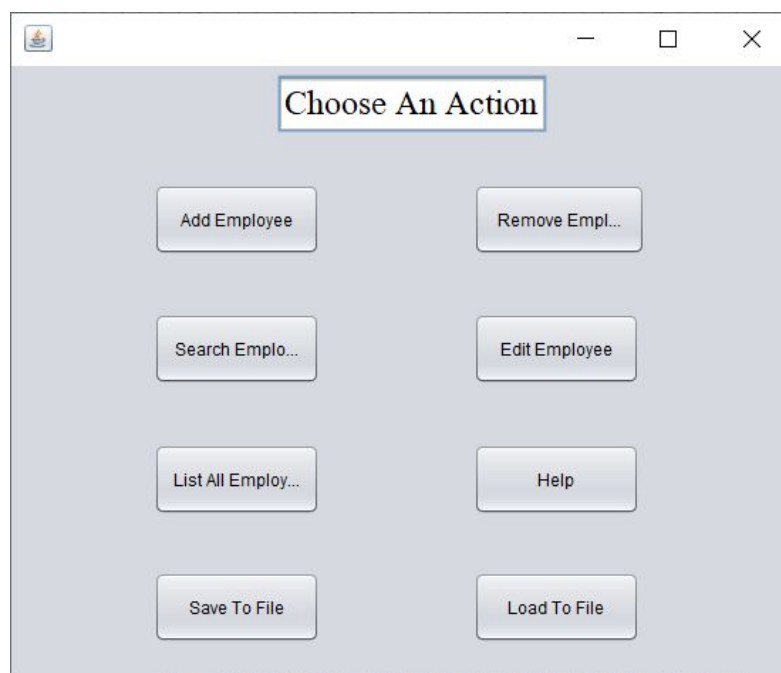 Choose An Action
Add Employee
Remove Empl...
Search Emplo...
Edit Employee
List All Employ...
Help
Save To File
Load To File